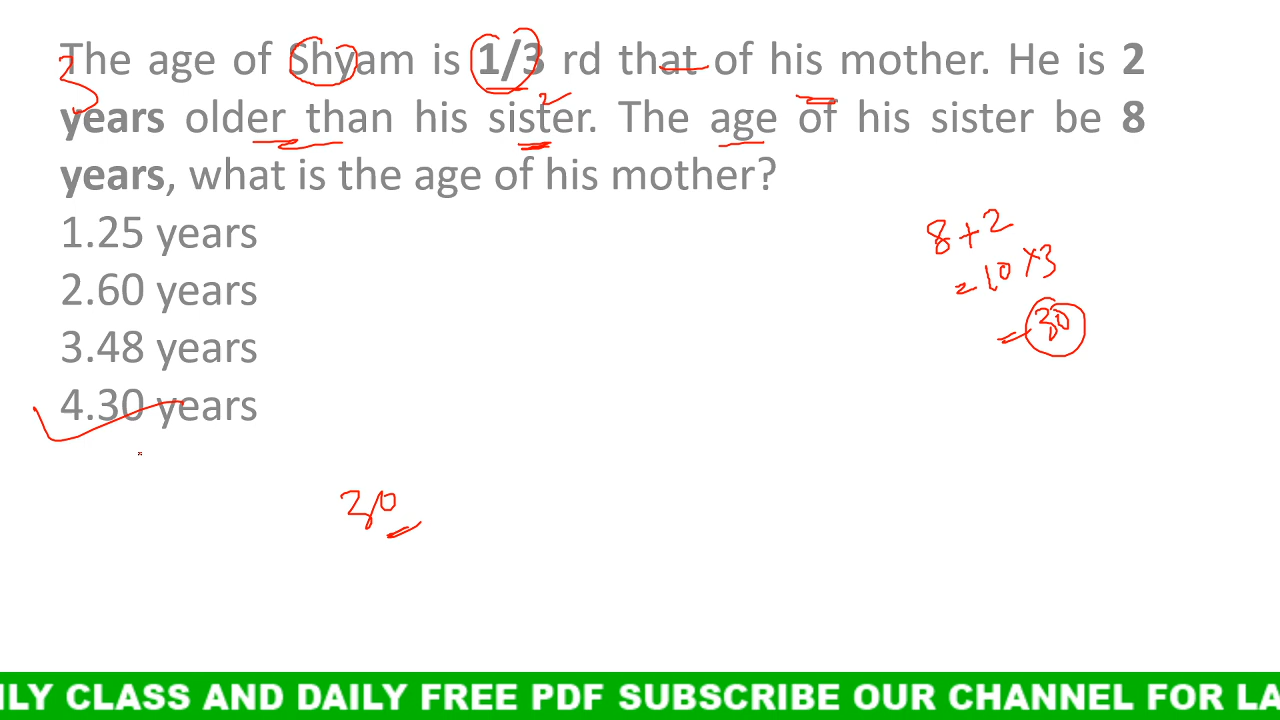 The age of Shyam is 1/3 rd that of his mother. He is 2
years older than his sister. The age of his sister be 8
years, what is the age of his mother?
1.25 years
2.60 years
3.48 years
4.30 years
8+2
=10×3
=30
30
ILY CLASS AND DAILY FREE PDF SUBSCRIBE OUR CHANNEL FOR LA